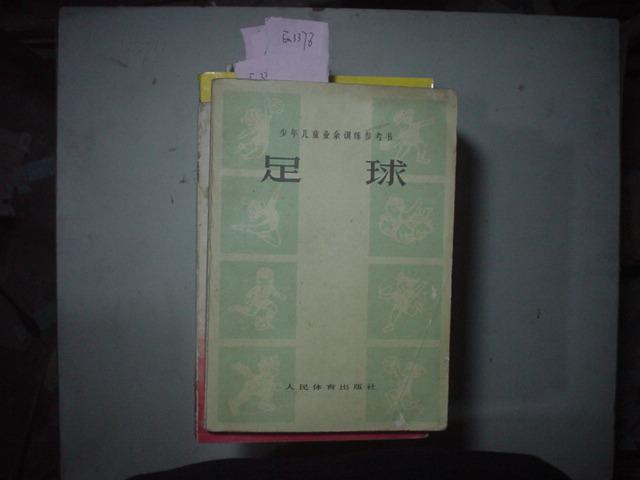 EX1376
少年儿童业余训练参考书
足 球
人民体育出版社